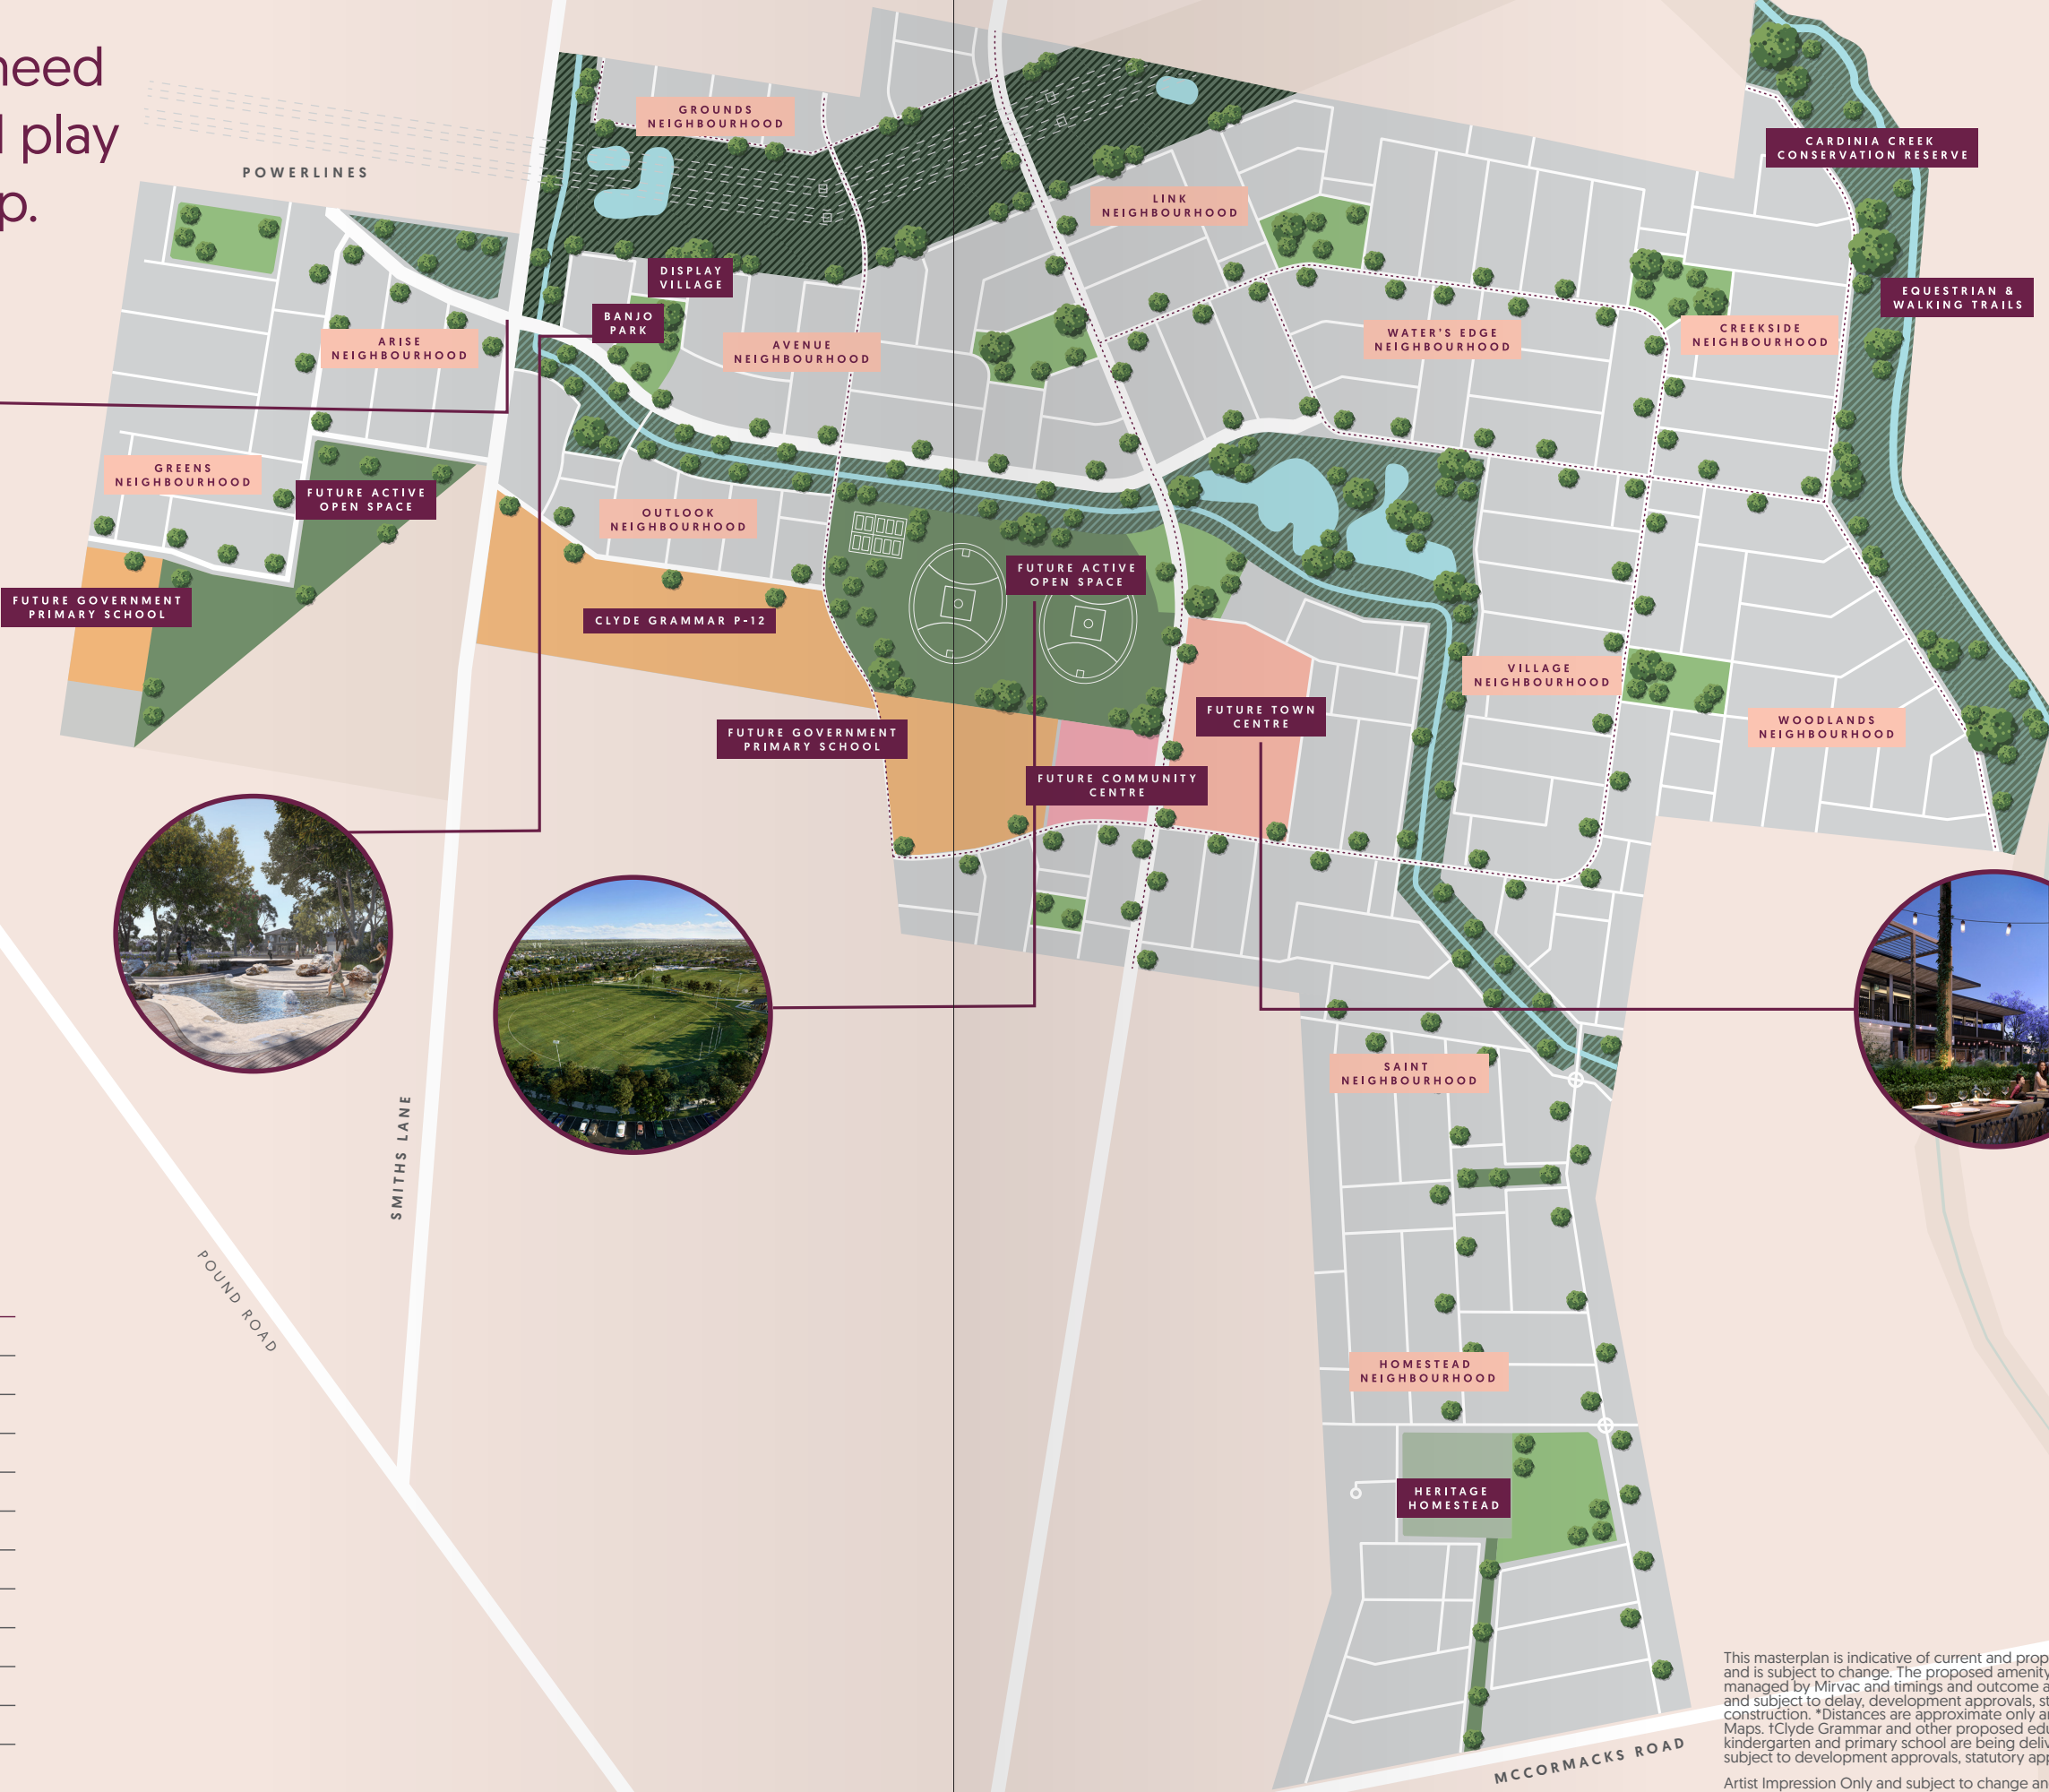 need
play
p.
POWERLINES
GROUNDS
NEIGHBOURHOOD
CARDINIA CREEK
CONSERVATION RESERVE
LINK
NEIGHBOURHOOD
DISPLAY
VILLAGE
EQUESTRIAN &
WALKING TRAILS
BANJO
PARK
ARISE
NEIGHBOURHOOD
AVENUE
NEIGHBOURHOOD
WATER'S EDGE
NEIGHBOURHOOD
CREEKSIDE
NEIGHBOURHOOD
GREENS
NEIGHBOURHOOD
FUTURE ACTIVE
OPEN SPACE
OUTLOOK
NEIGHBOURHOOD
FUTURE ACTIVE
OPEN SPACE
FUTURE GOVERNMENT
PRIMARY SCHOOL
CLYDE GRAMMAR P-12
VILLAGE
NEIGHBOURHOOD
FUTURE TOWN
CENTRE
WOODLANDS
NEIGHBOURHOOD
FUTURE GOVERNMENT
PRIMARY SCHOOL
FUTURE COMMUNITY
CENTRE
SAINT
NEIGHBOURHOOD
SMITHS LANE
POUND ROAD
HOMESTEAD
NEIGHBOURHOOD
HERITAGE
HOMESTEAD
MCCORMACKS ROAD
This masterplan is indicative of current and prop
and is subject to change. The proposed amenity
managed by Mirvac and timings and outcome a
and subject to delay, development approvals, st
construction. *Distances are approximate only a
Maps. †Clyde Grammar and other proposed edu
kindergarten and primary school are being deliv
subject to development approvals, statutory app
Artist Impression Only and subject to change an